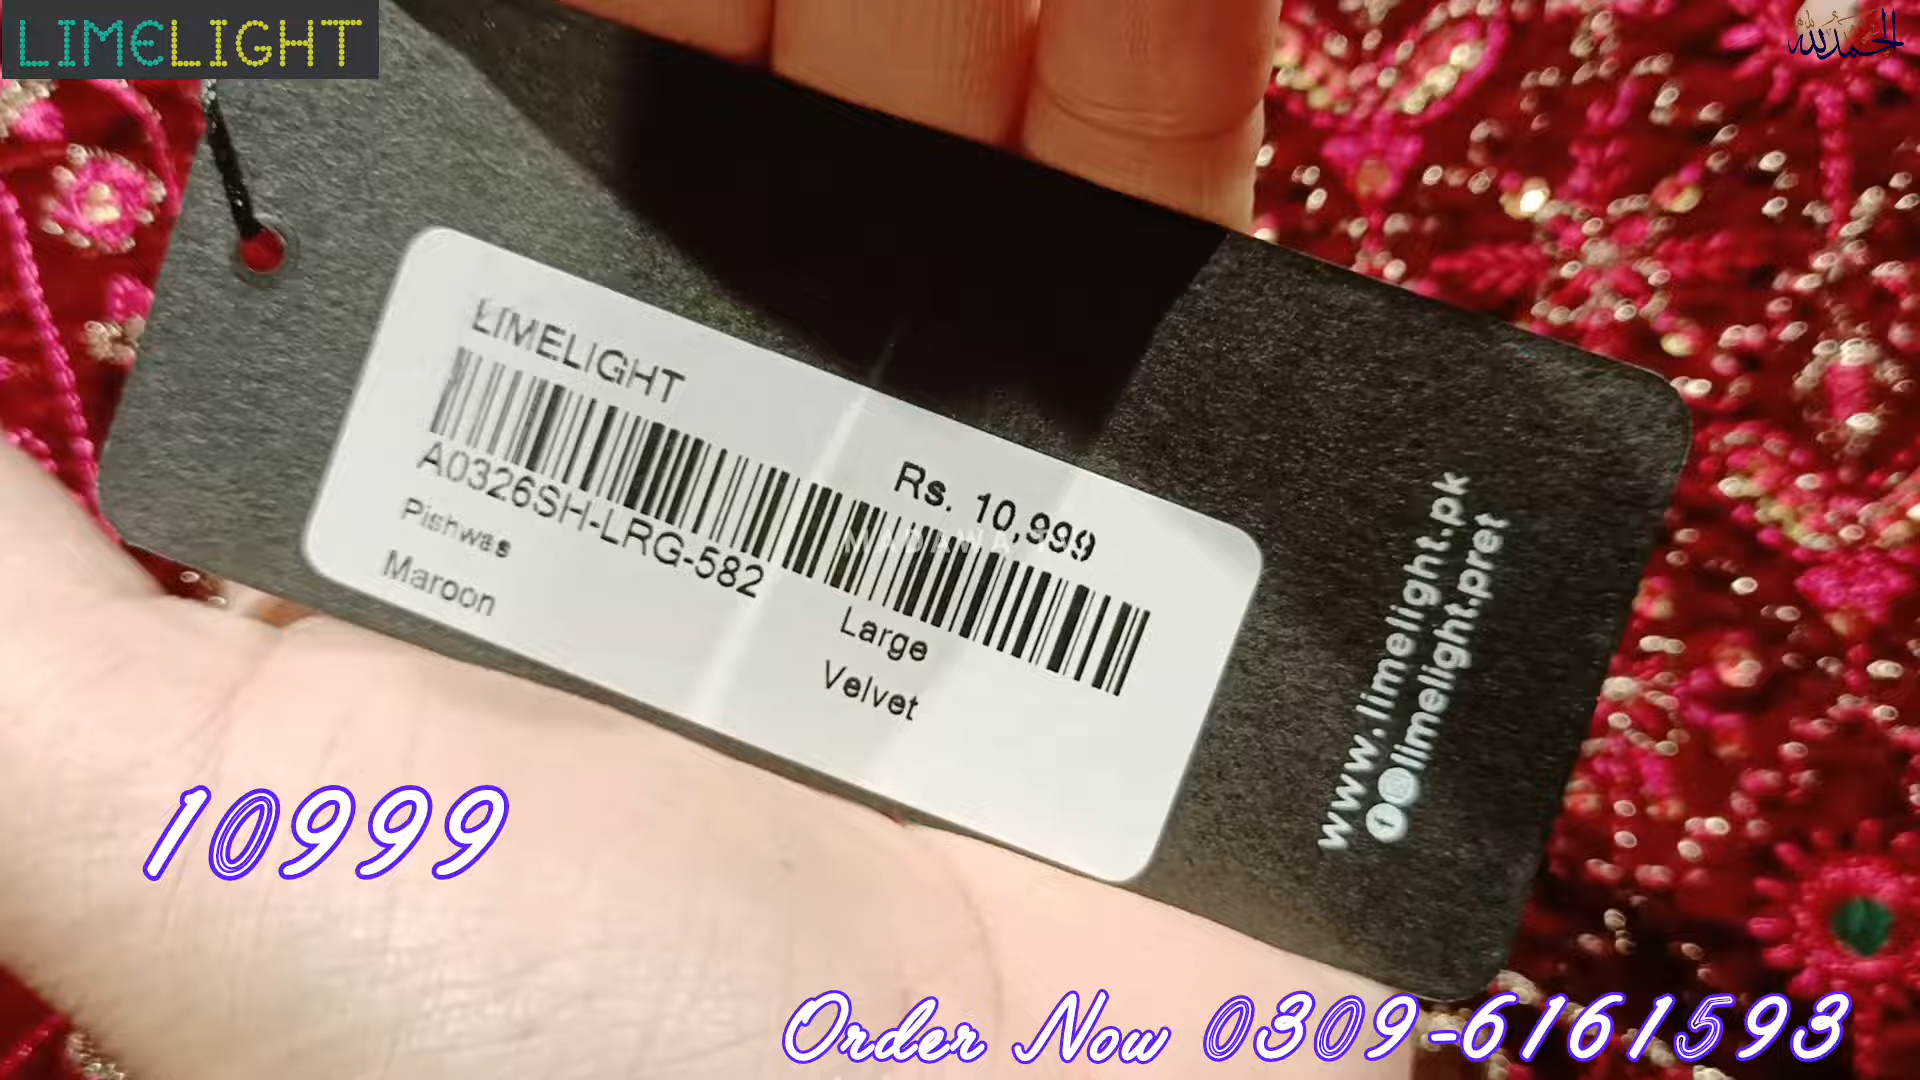 LIMELIGHT
الحمدلله
LIMELIGHT
Rs. 10,999
A0326SH-LRG-582
Pishwas
Large
Maroon
Velvet
www.limelight.pk
limelight.pret
10999
Order Now 0309-6161593